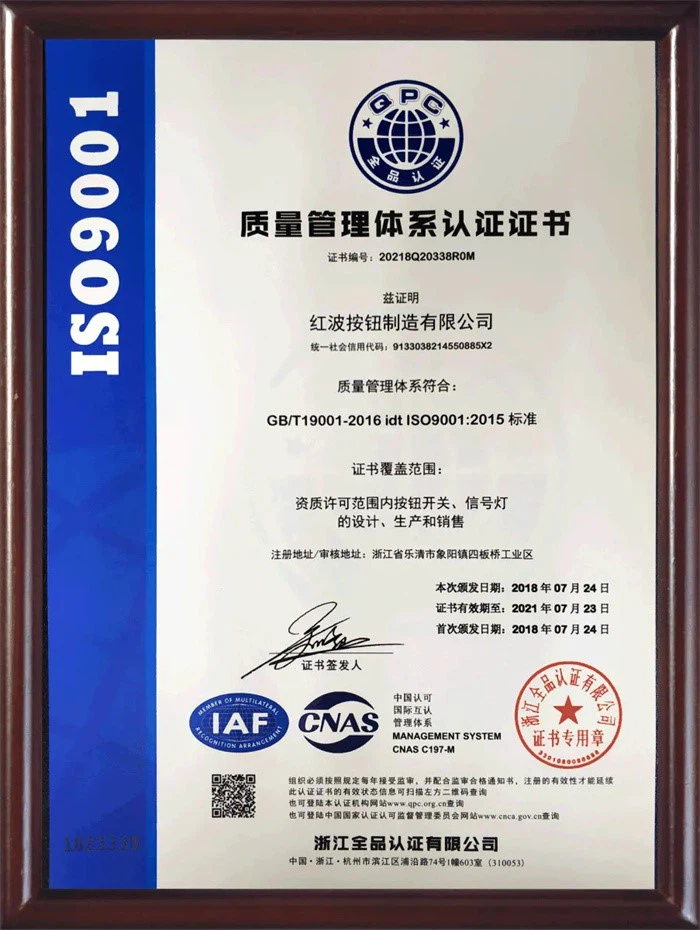 ISO9001
QPC
全品认证
质量管理体系认证证书
证书编号：20218Q20338R0M
兹证明
红波按钮制造有限公司
统一社会信用代码：9133038214550885X2
质量管理体系符合：
GB/T19001-2016 idt ISO9001:2015 标准
证书覆盖范围：
资质许可范围内按钮开关、信号灯
的设计、生产和销售
注册地址/审核地址：浙江省乐清市象阳镇四板桥工业区
本次颁发日期：2018 年 07 月 24 日
证书有效期至：2021 年 07 月 23 日
首次颁发日期：2018 年 07 月 24 日
证书签发人
MEMBER OF MULTILATERAL
IAF
RECOGNITION ARRANGEMENT
CNAS
中国认可
国际互认
管理体系
MANAGEMENT SYSTEM
CNAS C197-M
浙江全品认证有限公司
证书专用章
组织必须按照规定每年接受监审，并配合监审合格通知书，注册的有效性才能延续
此认证证书的有效状态信息可扫描左方二维码查询
也可登陆本认证机构网站www.qpc.org.cn查询
也可登陆中国国家认证认可监督管理委员会网站www.cnca.gov.cn查询
浙江全品认证有限公司
中国·浙江·杭州市滨江区浦沿路74号1幢603室（310053）